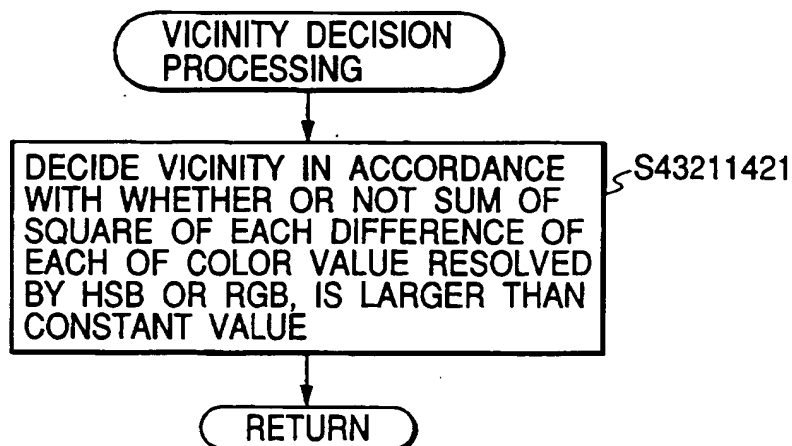 VICINITY DECISION
PROCESSING
DECIDE VICINITY IN ACCORDANCE
WITH WHETHER OR NOT SUM OF
SQUARE OF EACH DIFFERENCE OF
EACH OF COLOR VALUE RESOLVED
BY HSB OR RGB, IS LARGER THAN
CONSTANT VALUE
S43211421
RETURN